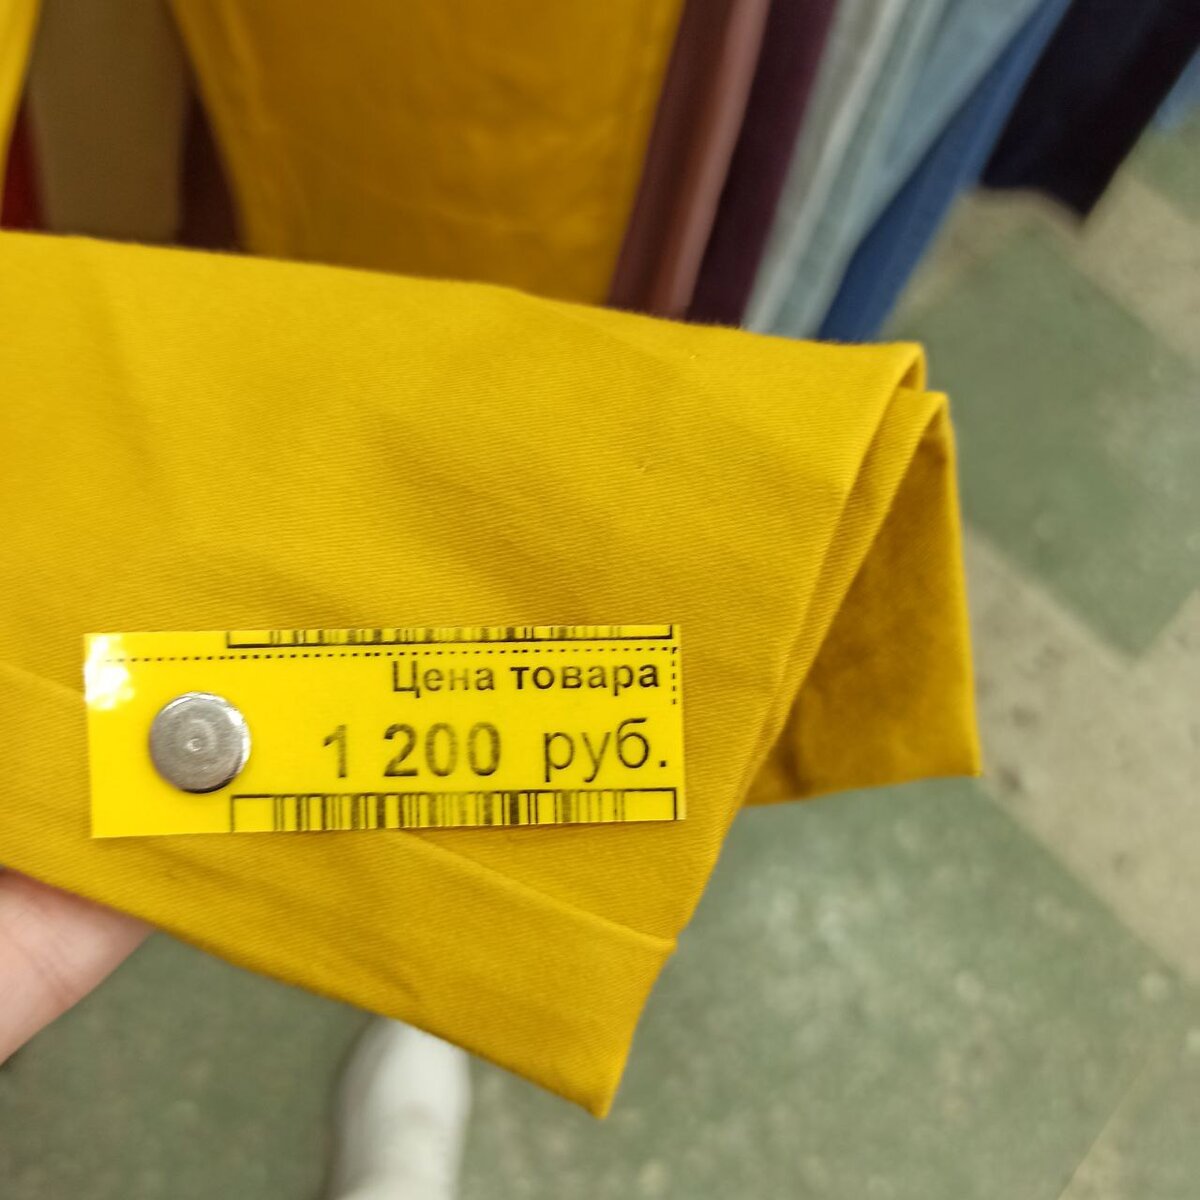 Цена товара
1 200 руб.